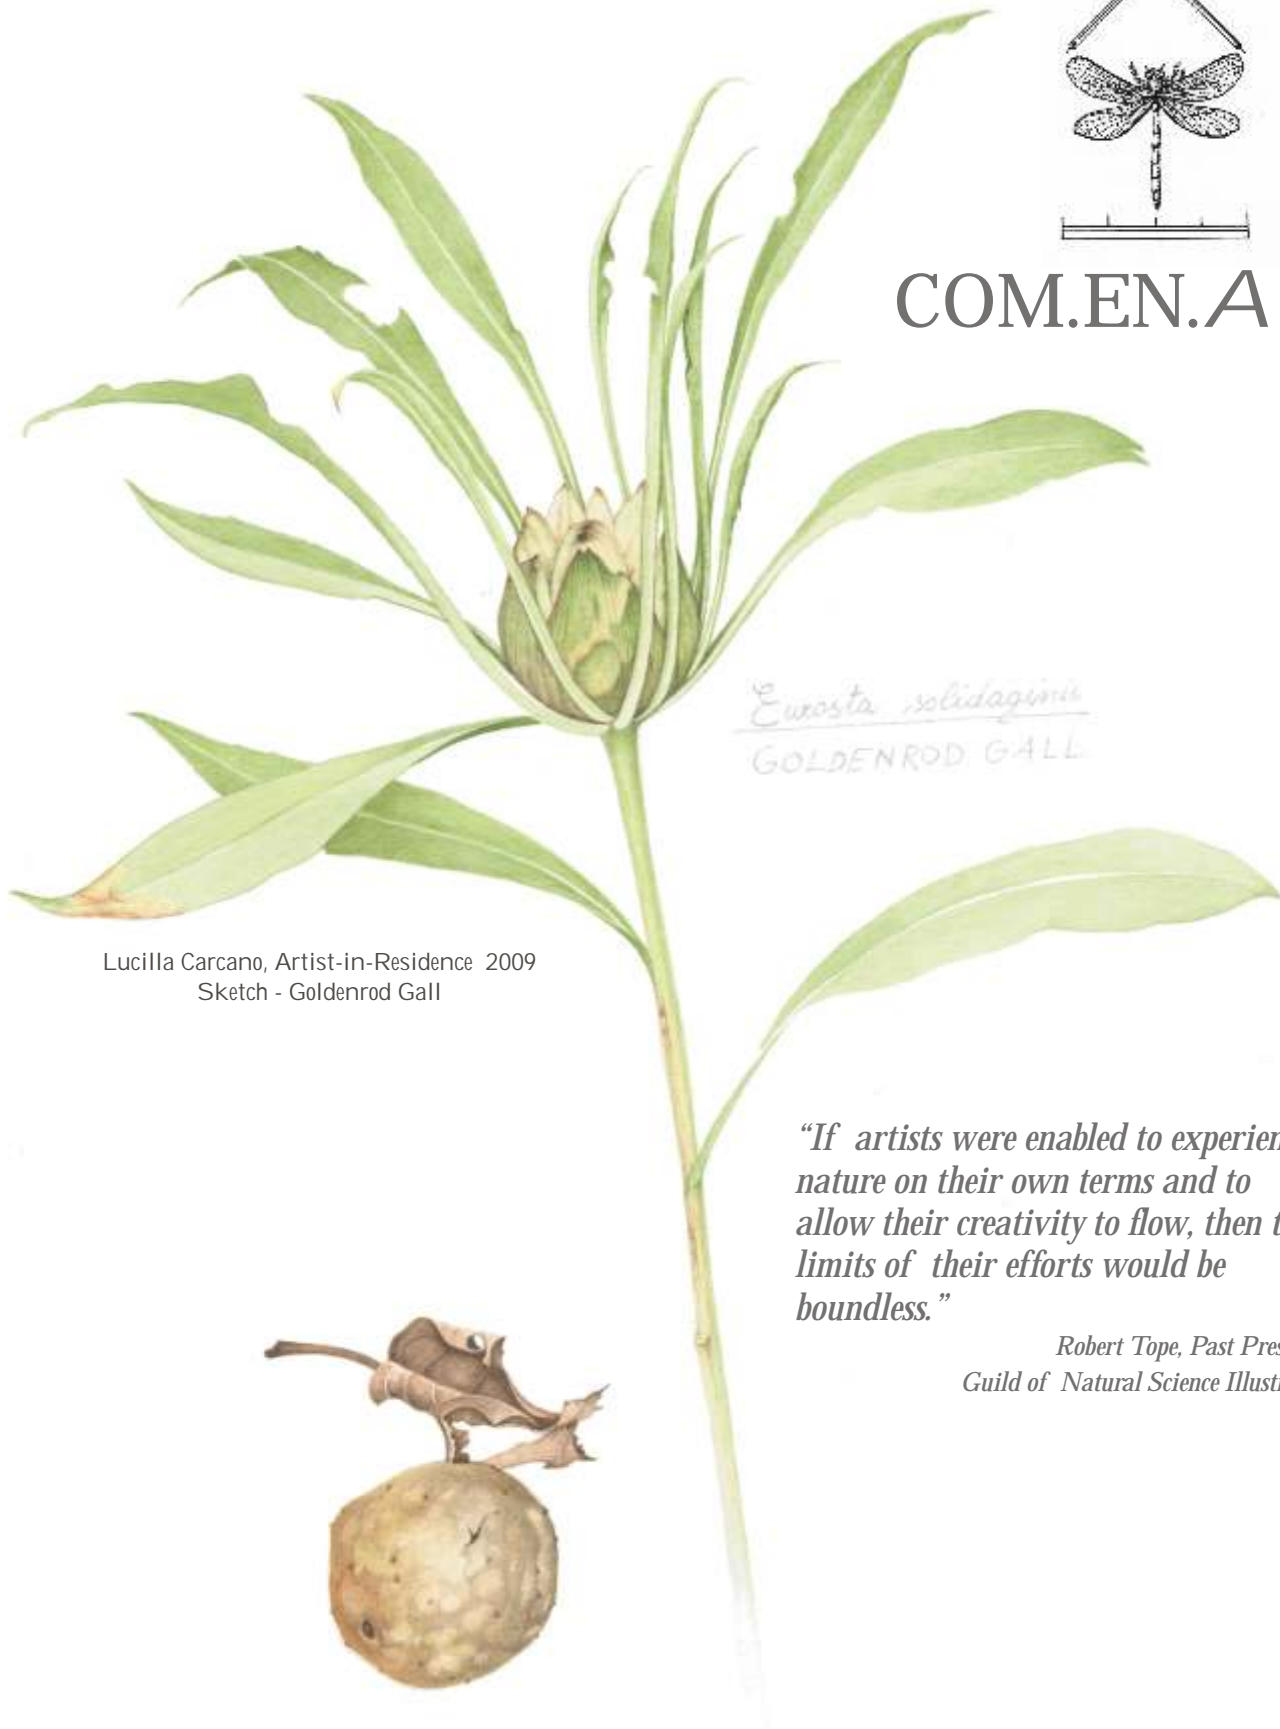 COM.EN.A
Eurosta solidaginis
GOLDENROD GALL
Lucilla Carcano, Artist-in-Residence 2009
Sketch - Goldenrod Gall
“If artists were enabled to experien
nature on their own terms and to
allow their creativity to flow, then t
limits of their efforts would be
boundless.”
Robert Tope, Past Pres
Guild of Natural Science Illust